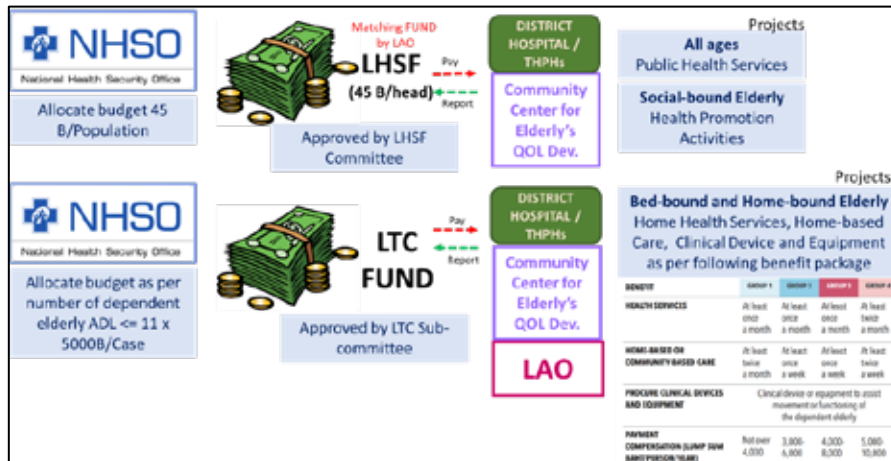 NHSO
National Health Security Office
Allocate budget 45
B/Population
Matching FUND
by LAO
LHSF
(45 B/head)
Approved by LHSF
Committee
Pay
Report
DISTRICT
HOSPITAL /
THPHs
Community
Center for
Elderly's
QOL Dev.
Projects
All ages
Public Health Services
Social-bound Elderly
Health Promotion
Activities
NHSO
National Health Security Office
Allocate budget as per
number of dependent
elderly ADL <= 11 x
5000B/Case
LTC
FUND
Approved by LTC Sub-
committee
Pay
Report
DISTRICT
HOSPITAL /
THPHs
Community
Center for
Elderly's
QOL Dev.
LAO
Projects
Bed-bound and Home-bound Elderly
Home Health Services, Home-based
Care, Clinical Device and Equipment
as per following benefit package
BENEFIT GROUP 1 GROUP 2 GROUP 3 GROUP 4
HEALTH SERVICES At least once a month At least once a month At least once a month At least twice a month
HOME-BASED OR COMMUNITY BASED CARE At least twice a month At least once a week At least once a week At least twice a week
PROCURE CLINICAL DEVICES AND EQUIPMENT Clinical device or equipment to assist movement or functioning of the dependent elderly
PAYMENT COMPENSATION (LUMP SUM BAHT/PERSON/YEAR) Not over 4,000 3,000-6,000 4,000-8,000 5,000-10,000